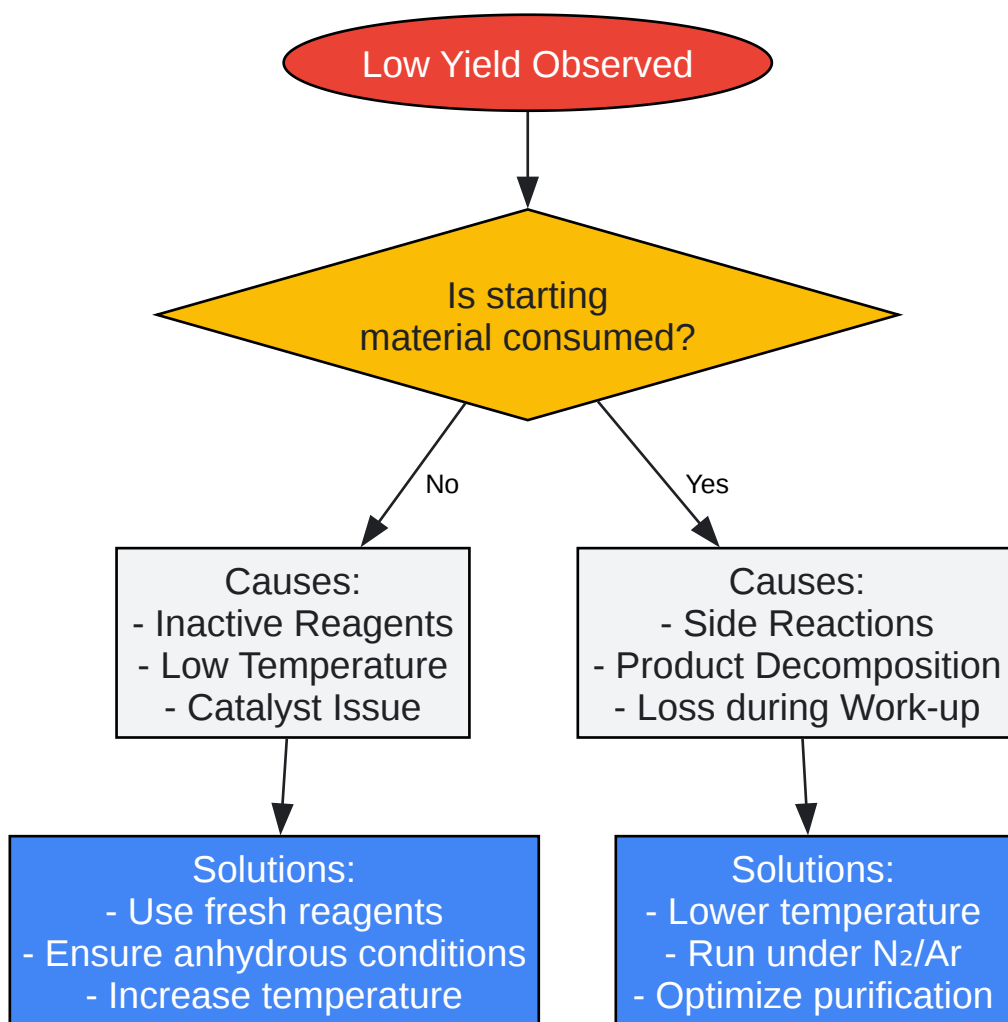 Low Yield Observed
Is starting
material consumed?
No
Yes
Causes:
- Inactive Reagents
- Low Temperature
- Catalyst Issue
Causes:
- Side Reactions
- Product Decomposition
- Loss during Work-up
Solutions:
- Use fresh reagents
- Ensure anhydrous conditions
- Increase temperature
Solutions:
- Lower temperature
- Run under N₂/Ar
- Optimize purification